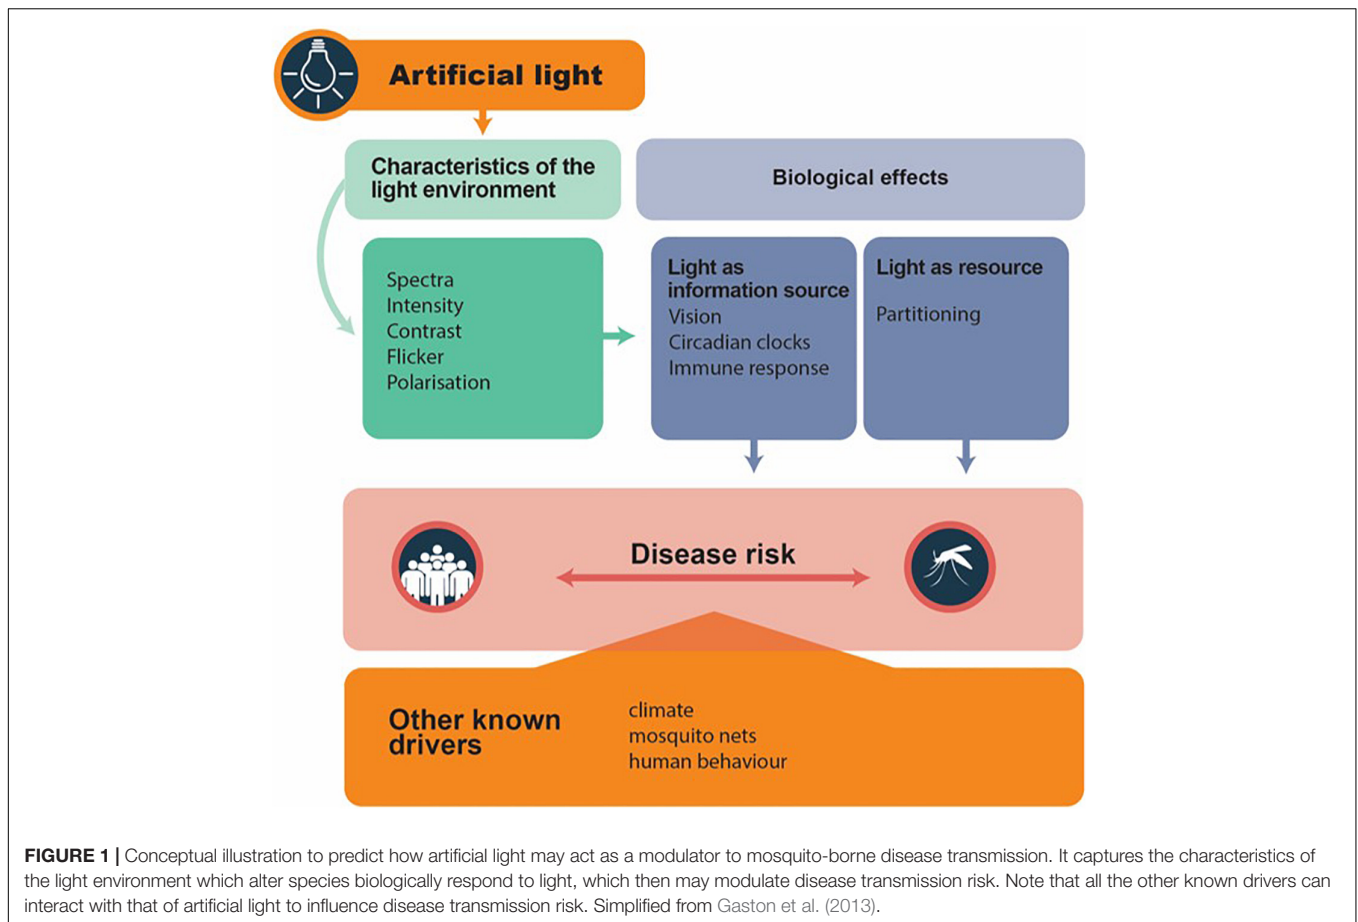 Artificial light
Characteristics of the
light environment
Biological effects
Spectra
Intensity
Contrast
Flicker
Polarisation
Light as
information source
Vision
Circadian clocks
Immune response
Light as resource
Partitioning
Disease risk
Other known
drivers
climate
mosquito nets
human behaviour
FIGURE 1 | Conceptual illustration to predict how artificial light may act as a modulator to mosquito-borne disease transmission. It captures the characteristics of
the light environment which alter species biologically respond to light, which then may modulate disease transmission risk. Note that all the other known drivers can
interact with that of artificial light to influence disease transmission risk. Simplified from Gaston et al. (2013).